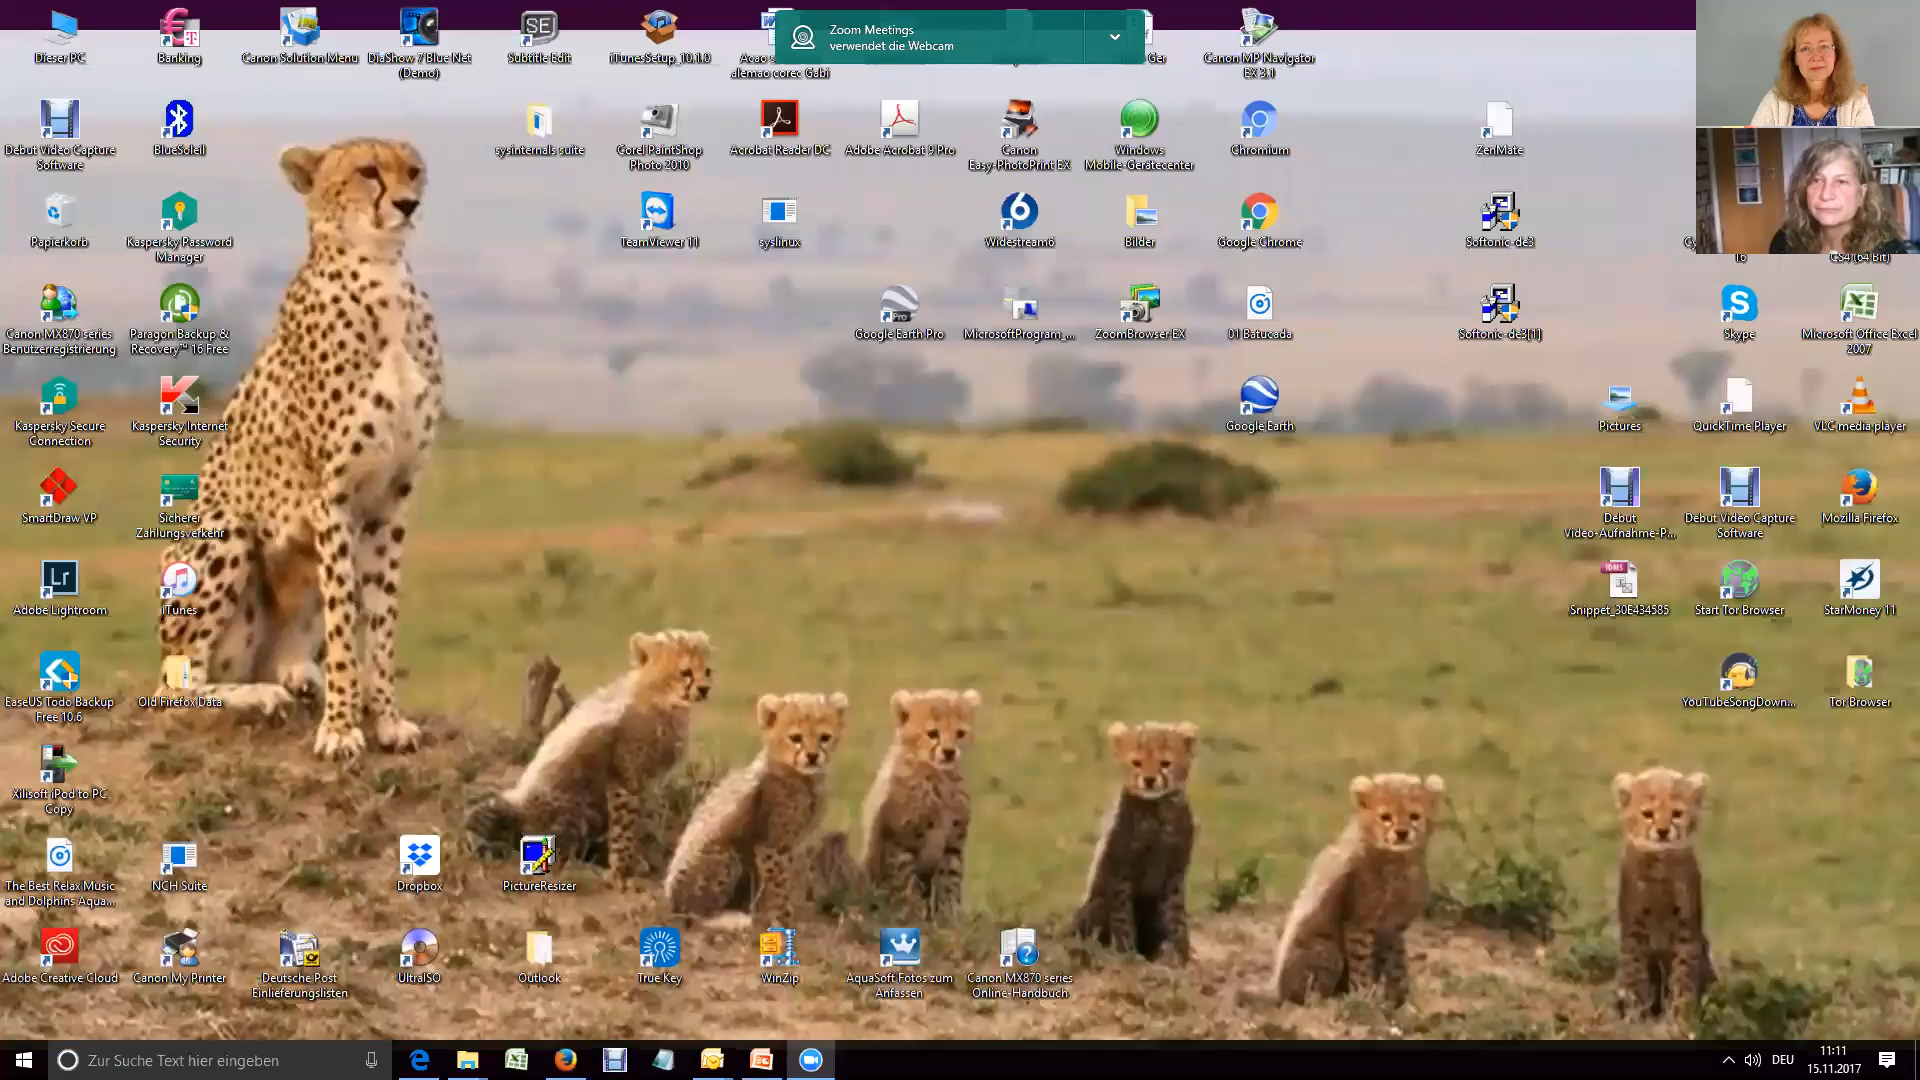 Zoom Meetings
verwendet die Webcam
Dieser PC
Banking
Canon Solution Menu
DiaShow 7 Blue Net
(Demo)
Subtitle Edit
iTunesSetup_10.1.0
alemao corec Gabi
Ger
Canon MP Navigator
EX 3.1
Debut Video Capture
Software
BlueSoleil
sysinternals suite
Corel PaintShop
Photo 2010
Acrobat Reader DC
Adobe Acrobat 9 Pro
Canon
Easy-PhotoPrint EX
Windows
Mobile-Gerätecenter
Chromium
ZenMate
Papierkorb
Kaspersky Password
Manager
TeamViewer 11
syslinux
Widestream6
Bilder
Google Chrome
Softonic-de3
16
CS4 (64 Bit)
Canon MX870 series
Benutzerregistrierung
Paragon Backup &
Recovery™ 16 Free
Google Earth Pro
MicrosoftProgram_...
ZoomBrowser EX
01 Batucada
Softonic-de3[1]
Skype
Microsoft Office Excel
2007
Kaspersky Secure
Connection
Kaspersky Internet
Security
Google Earth
Pictures
QuickTime Player
VLC media player
SmartDraw VP
Sicherer
Zahlungsverkehr
Debut
Video-Aufnahme-P...
Debut Video Capture
Software
Mozilla Firefox
Lr
Adobe Lightroom
iTunes
IDMS
Snippet_30E434585
Start Tor Browser
StarMoney 11
EaseUS Todo Backup
Free 10.6
Old Firefox Data
YouTubeSongDown...
Tor Browser
Xilisoft iPod to PC
Copy
The Best Relax Music
and Dolphins Aqua...
NCH Suite
Dropbox
PictureResizer
Adobe Creative Cloud
Canon My Printer
Deutsche Post
Einlieferungslisten
UltraISO
Outlook
True Key
WinZip
AquaSoft Fotos zum
Anfassen
Canon MX870 series
Online-Handbuch
Zur Suche Text hier eingeben
DEU
11:11
15.11.2017